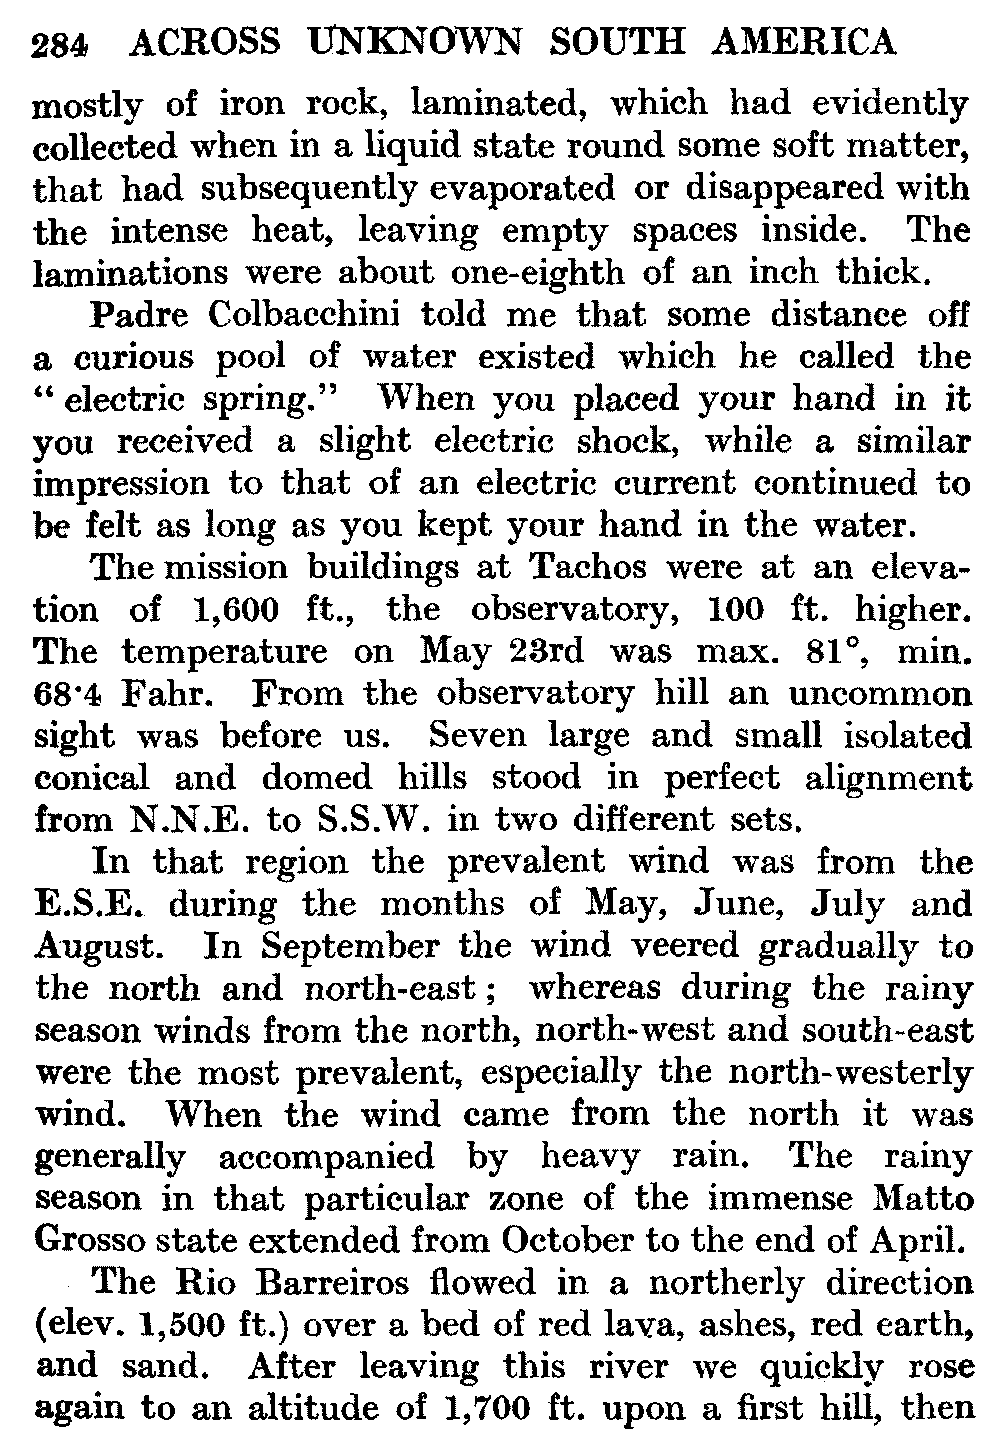 284 ACROSS UNKNOWN SOUTH AMERICA
mostly of iron rock, laminated, which had evidently
collected when in a liquid state round some soft matter,
that had subsequently evaporated or disappeared with
the intense heat, leaving empty spaces inside. The
laminations were about one-eighth of an inch thick.
Padre Colbacchini told me that some distance off
a curious pool of water existed which he called the
“ electric spring.” When you placed your hand in it
you received a slight electric shock, while a similar
impression to that of an electric current continued to
be felt as long as you kept your hand in the water.
The mission buildings at Tachos were at an eleva-
tion of 1,600 ft., the observatory, 100 ft. higher.
The temperature on May 23rd was max. 81°, min.
68·4 Fahr. From the observatory hill an uncommon
sight was before us. Seven large and small isolated
conical and domed hills stood in perfect alignment
from N.N.E. to S.S.W. in two different sets.
In that region the prevalent wind was from the
E.S.E. during the months of May, June, July and
August. In September the wind veered gradually to
the north and north-east ; whereas during the rainy
season winds from the north, north-west and south-east
were the most prevalent, especially the north-westerly
wind. When the wind came from the north it was
generally accompanied by heavy rain. The rainy
season in that particular zone of the immense Matto
Grosso state extended from October to the end of April.
The Rio Barreiros flowed in a northerly direction
(elev. 1,500 ft.) over a bed of red lava, ashes, red earth,
and sand. After leaving this river we quickly rose
again to an altitude of 1,700 ft. upon a first hill, then